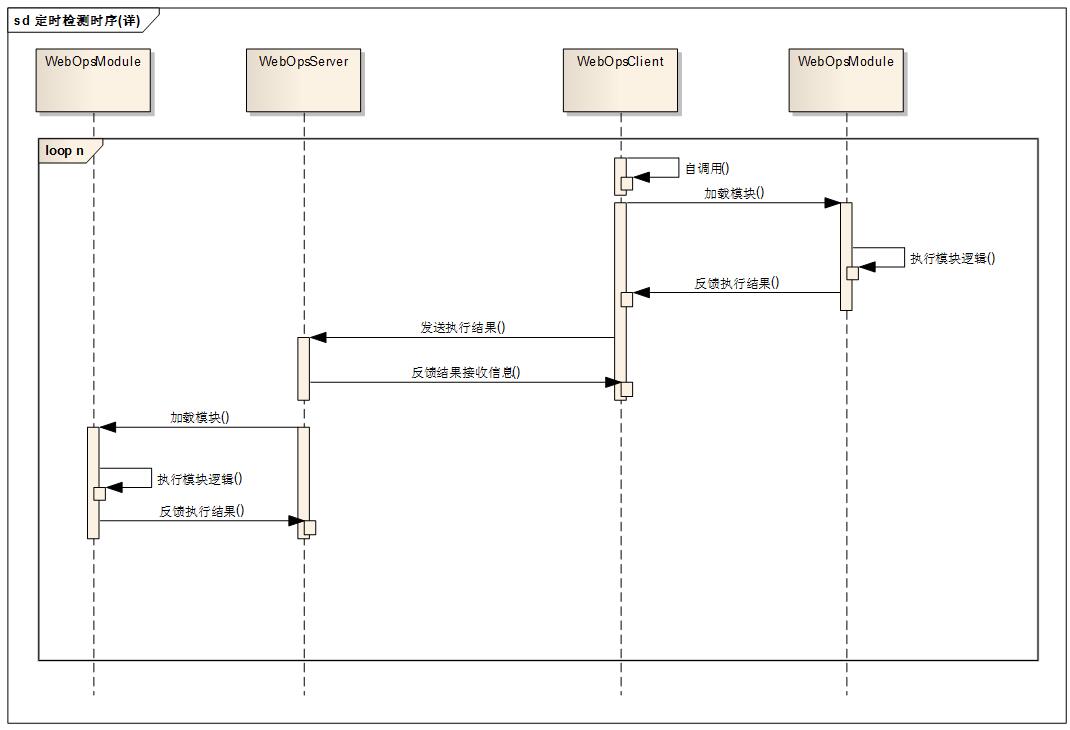 sd 定时检测时序(详)
WebOpsModule
WebOpsServer
WebOpsClient
WebOpsModule
loop n
自调用()
加载模块()
执行模块逻辑()
反馈执行结果()
发送执行结果()
反馈结果接收信息()
加载模块()
执行模块逻辑()
反馈执行结果()